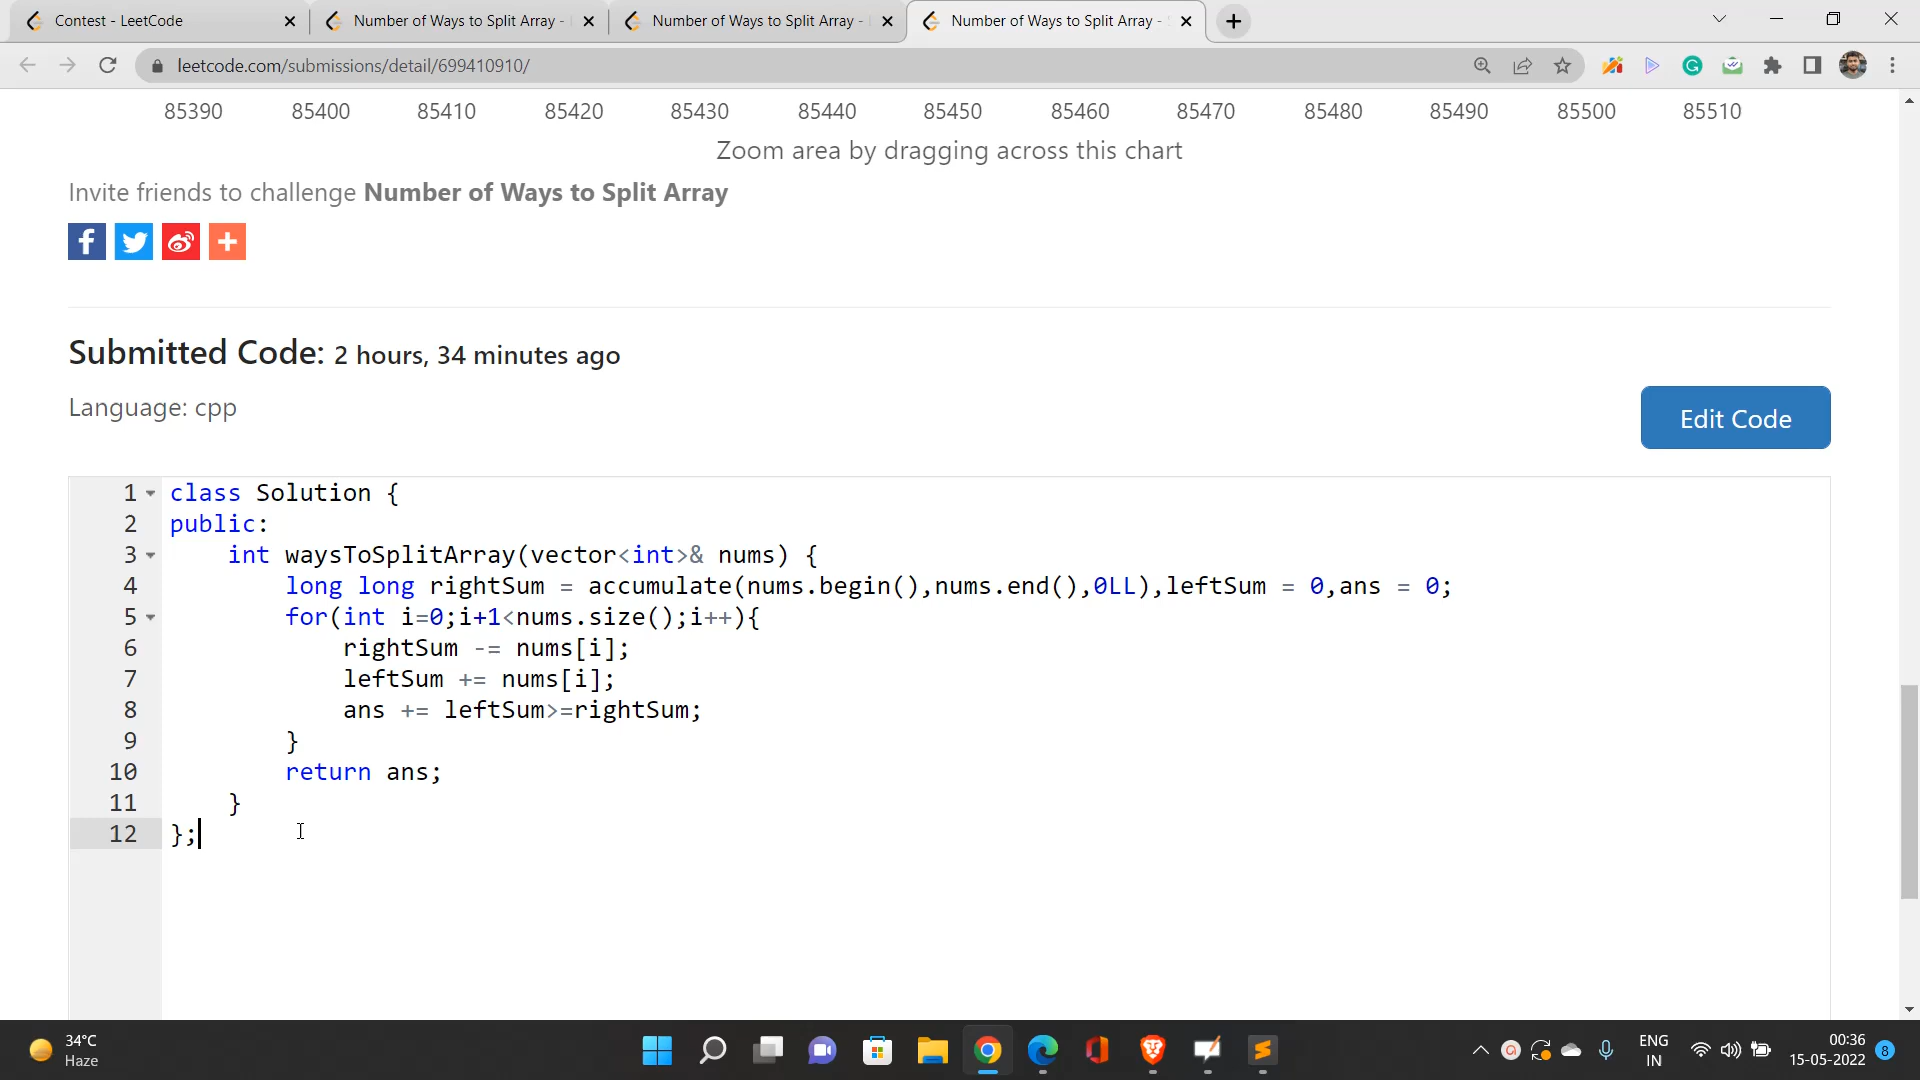 Contest - LeetCode
Number of Ways to Split Array -
Number of Ways to Split Array -
Number of Ways to Split Array -
leetcode.com/submissions/detail/699410910/
85390 85400 85410 85420 85430 85440 85450 85460 85470 85480 85490 85500 85510
Zoom area by dragging across this chart
Invite friends to challenge Number of Ways to Split Array
Submitted Code: 2 hours, 34 minutes ago
Language: cpp
Edit Code
1 class Solution {
2 public:
3     int waysToSplitArray(vector<int>& nums) {
4         long long rightSum = accumulate(nums.begin(),nums.end(),0LL),leftSum = 0,ans = 0;
5         for(int i=0;i+1<nums.size();i++){
6             rightSum -= nums[i];
7             leftSum += nums[i];
8             ans += leftSum>=rightSum;
9         }
10         return ans;
11     }
12 };
34°C
Haze
ENG
IN
00:36
15-05-2022
8